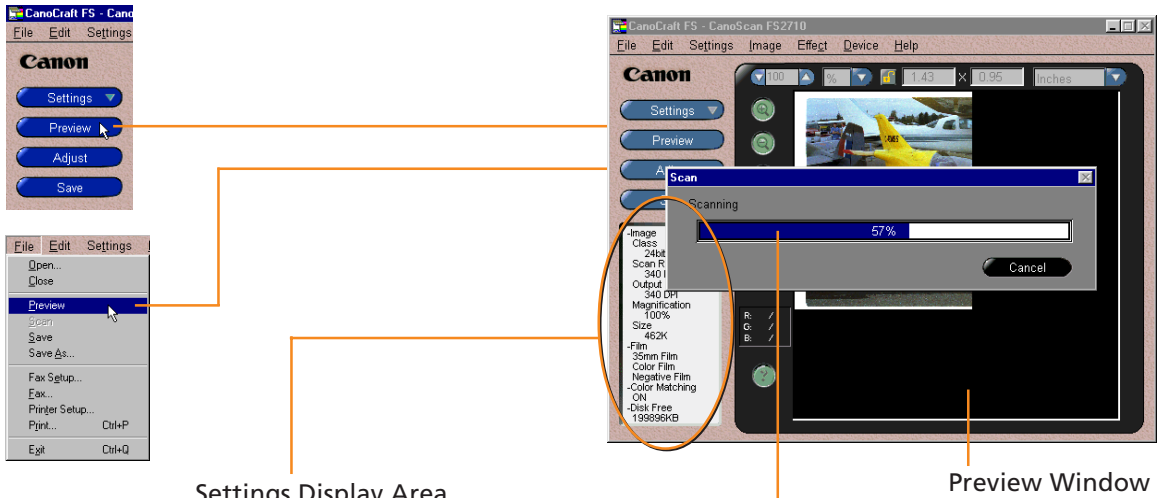 CanoCraft FS - Cano
File Edit Settings
Canon
Settings
Preview
Adjust
Save
File Edit Settings
Open...
Close
Preview
Scan
Save
Save As...
Fax Setup...
Fax...
Printer Setup...
Print... Ctrl+P
Exit Ctrl+Q
CanoCraft FS - CanoScan FS2710
File Edit Settings Image Effect Device Help
Canon
100 % 1.43 X 0.95 Inches
Settings
Preview
Scan
Scanning
57%
Cancel
-Image
Class
24bit
Scan R
340
Output
340 DPI
Magnification
100%
Size
462K
-Film
35mm Film
Color Film
Negative Film
-Color Matching
ON
-Disk Free
199896KB
R: /
G: /
B: /
?
Settings Display Area
Preview Window